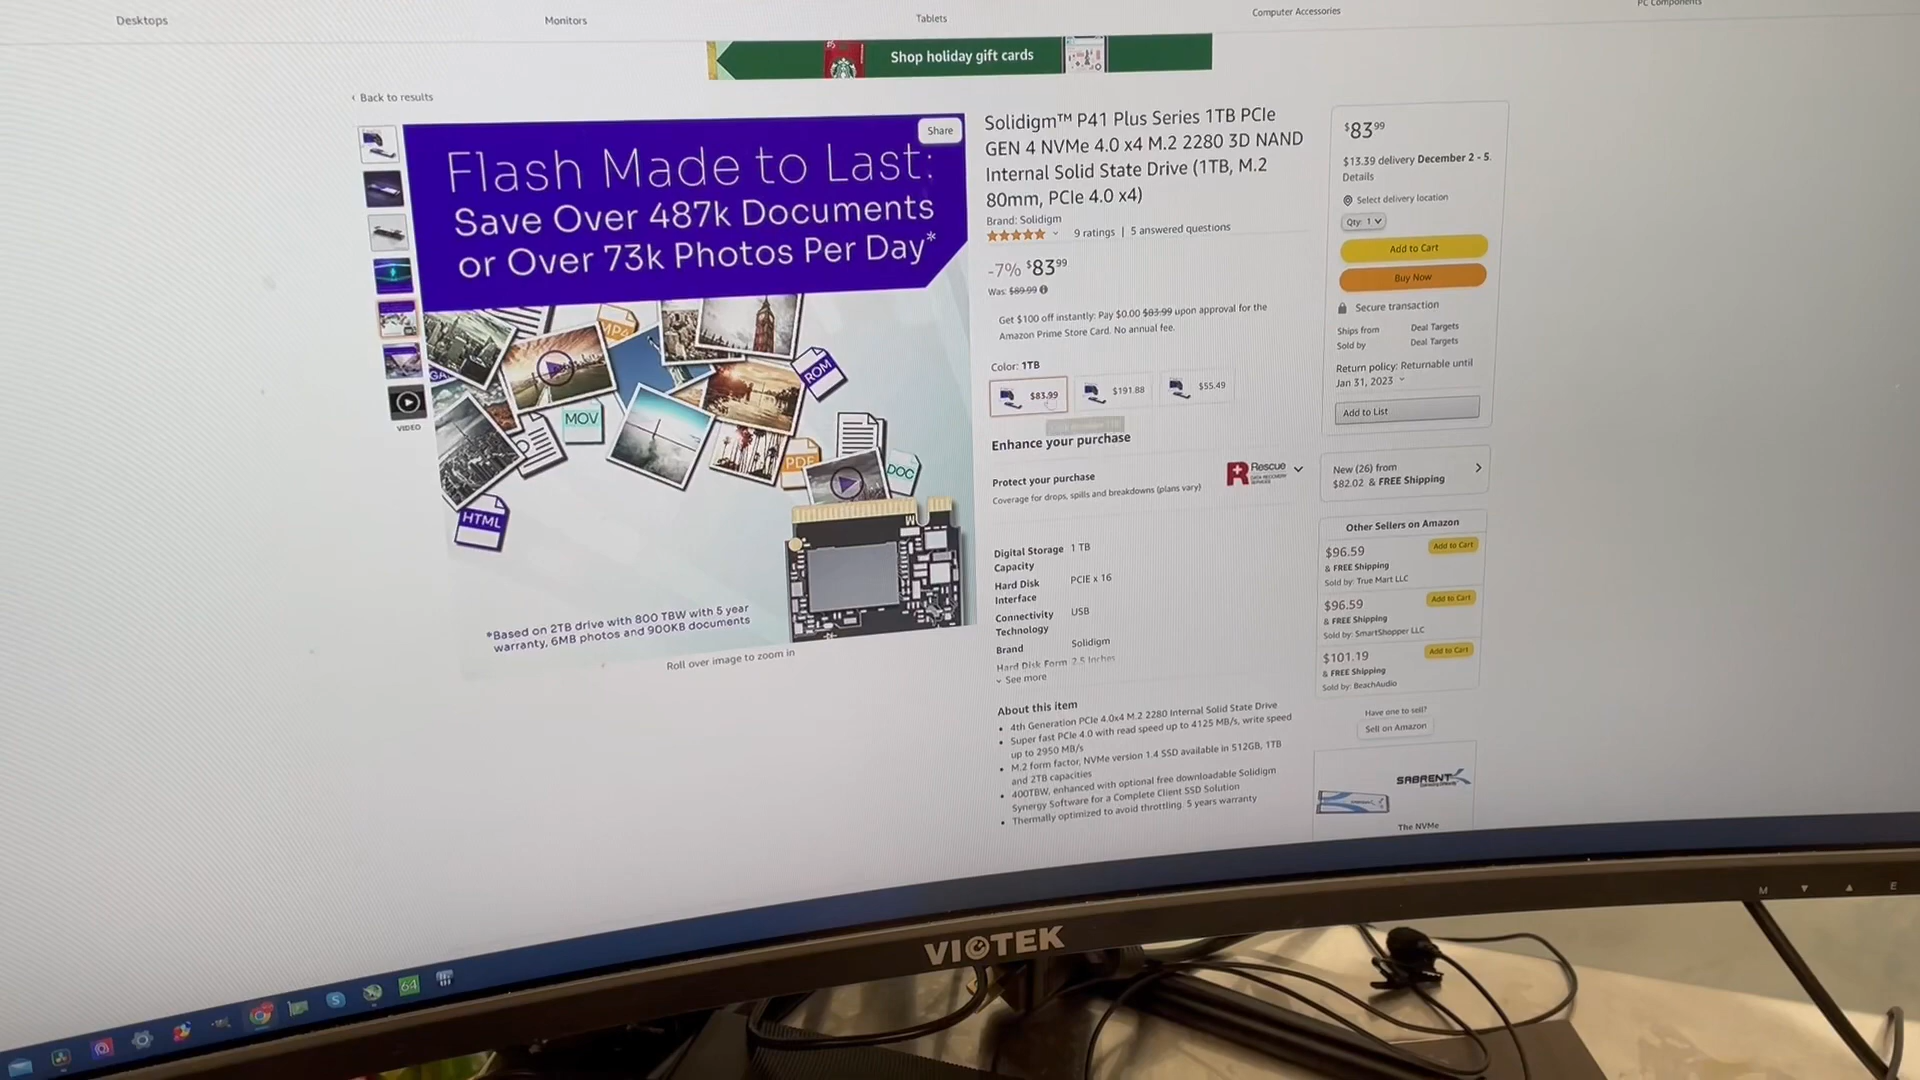 Desktops
Monitors
Tablets
Computer Accessories
PC Components
Shop holiday gift cards
‹ Back to results
Share
Flash Made to Last:
Save Over 487k Documents
or Over 73k Photos Per Day*
MP4
ROM
GA
MOV
PDF
DOC
HTML
M
VIDEO
*Based on 2TB drive with 800 TBW with 5 year
warranty, 6MB photos and 900KB documents
Roll over image to zoom in
Solidigm™ P41 Plus Series 1TB PCIe
GEN 4 NVMe 4.0 x4 M.2 2280 3D NAND
Internal Solid State Drive (1TB, M.2
80mm, PCIe 4.0 x4)
Brand: Solidigm
9 ratings | 5 answered questions
-7% $83⁹⁹
Was: $89.99
Get $100 off instantly: Pay $0.00 $83.99 upon approval for the
Amazon Prime Store Card. No annual fee.
Color: 1TB
$83.99
$191.88
$55.49
Enhance your purchase
Protect your purchase
Coverage for drops, spills and breakdowns (plans vary)
Rescue
DATA RECOVERY
SERVICES
Digital Storage Capacity 1 TB
Hard Disk Interface PCIE x 16
Connectivity Technology USB
Brand Solidigm
Hard Disk Form 2.5 Inches
See more
About this item
• 4th Generation PCIe 4.0x4 M.2 2280 Internal Solid State Drive
• Super fast PCIe 4.0 with read speed up to 4125 MB/s, write speed
up to 2950 MB/s
• M.2 form factor, NVMe version 1.4 SSD available in 512GB, 1TB
and 2TB capacities
• 400TBW, enhanced with optional free downloadable Solidigm
Synergy Software for a Complete Client SSD Solution
• Thermally optimized to avoid throttling. 5 years warranty
$83⁹⁹
$13.39 delivery December 2 - 5.
Details
Select delivery location
Qty: 1
Add to Cart
Buy Now
Secure transaction
Ships from Deal Targets
Sold by Deal Targets
Return policy: Returnable until
Jan 31, 2023
Add to List
New (26) from
$82.02 & FREE Shipping
Other Sellers on Amazon
$96.59 Add to Cart
& FREE Shipping
Sold by: True Mart LLC
$96.59 Add to Cart
& FREE Shipping
Sold by: SmartShopper LLC
$101.19 Add to Cart
& FREE Shipping
Sold by: BeachAudio
Have one to sell?
Sell on Amazon
SABRENT
The NVMe
M
E
VIOTEK
64